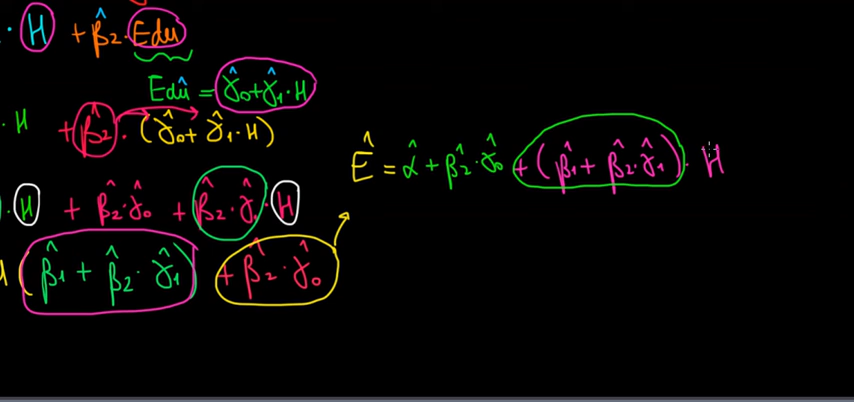 · H + β̂₂ · Edu
Edû = γ̂₀ + γ̂₁ · H
· H + β̂₂ · (γ̂₀ + γ̂₁ · H)
Ê = α̂ + β̂₂ · γ̂₀ + (β̂₁ + β̂₂ · γ̂₁) · H
· H + β̂₂ · γ̂₀ + β̂₂ · γ̂₁ · H
(β̂₁ + β̂₂ · γ̂₁ + β̂₂ · γ̂₀